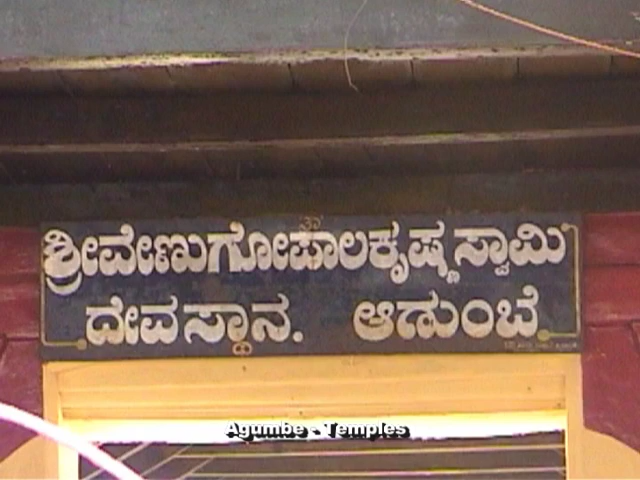 ಓಂ
ಶ್ರೀವೇಣುಗೋಪಾಲಕೃಷ್ಣಸ್ವಾಮಿ
ದೇವಸ್ಥಾನ. ಆಗುಂಬೆ
Agumbe - Temples